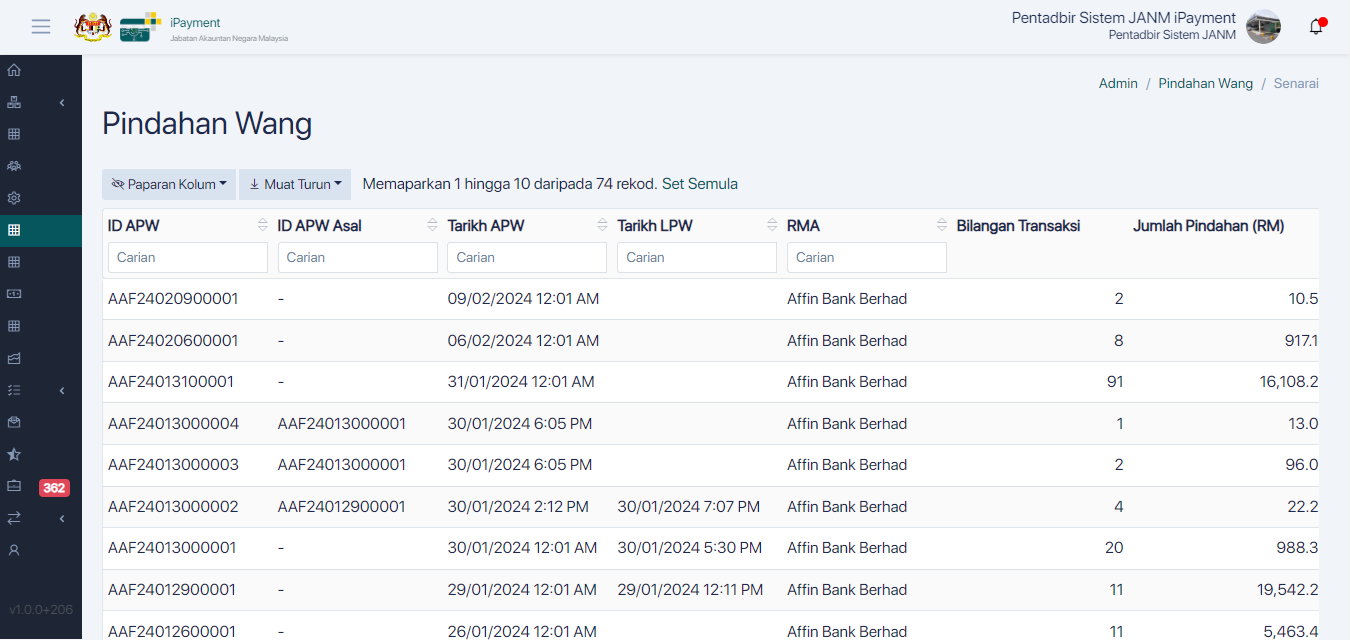 iPayment
Jabatan Akauntan Negara Malaysia
Pentadbir Sistem JANM iPayment
Pentadbir Sistem JANM
Admin / Pindahan Wang / Senarai
Pindahan Wang
Paparan Kolum Muat Turun Memaparkan 1 hingga 10 daripada 74 rekod. Set Semula
ID APW ID APW Asal Tarikh APW Tarikh LPW RMA Bilangan Transaksi Jumlah Pindahan (RM)
Carian Carian Carian Carian Carian
AAF24020900001 - 09/02/2024 12:01 AM Affin Bank Berhad 2 10.5
AAF24020600001 - 06/02/2024 12:01 AM Affin Bank Berhad 8 917.1
AAF24013100001 - 31/01/2024 12:01 AM Affin Bank Berhad 91 16,108.2
AAF24013000004 AAF24013000001 30/01/2024 6:05 PM Affin Bank Berhad 1 13.0
AAF24013000003 AAF24013000001 30/01/2024 6:05 PM Affin Bank Berhad 2 96.0
362
AAF24013000002 AAF24012900001 30/01/2024 2:12 PM 30/01/2024 7:07 PM Affin Bank Berhad 4 22.2
AAF24013000001 - 30/01/2024 12:01 AM 30/01/2024 5:30 PM Affin Bank Berhad 20 988.3
AAF24012900001 - 29/01/2024 12:01 AM 29/01/2024 12:11 PM Affin Bank Berhad 11 19,542.2
v1.0.0+206
AAF24012600001 - 26/01/2024 12:01 AM Affin Bank Berhad 11 5,463.4